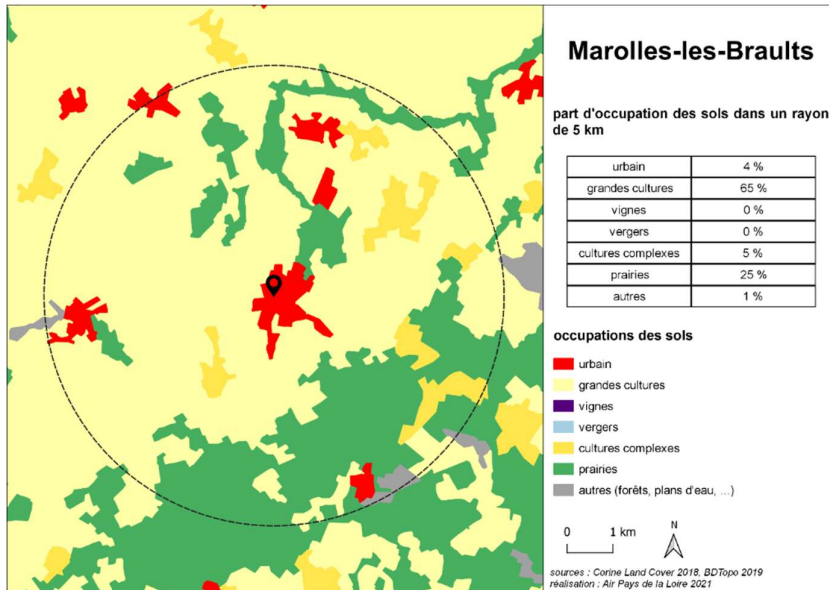 Marolles-les-Braults
part d'occupation des sols dans un rayon
de 5 km
urbain 4 %
grandes cultures 65 %
vignes 0 %
vergers 0 %
cultures complexes 5 %
prairies 25 %
autres 1 %
occupations des sols
urbain
grandes cultures
vignes
vergers
cultures complexes
prairies
autres (forêts, plans d'eau, ...)
0 1 km
N
sources : Corine Land Cover 2018, BDTopo 2019
réalisation : Air Pays de la Loire 2021